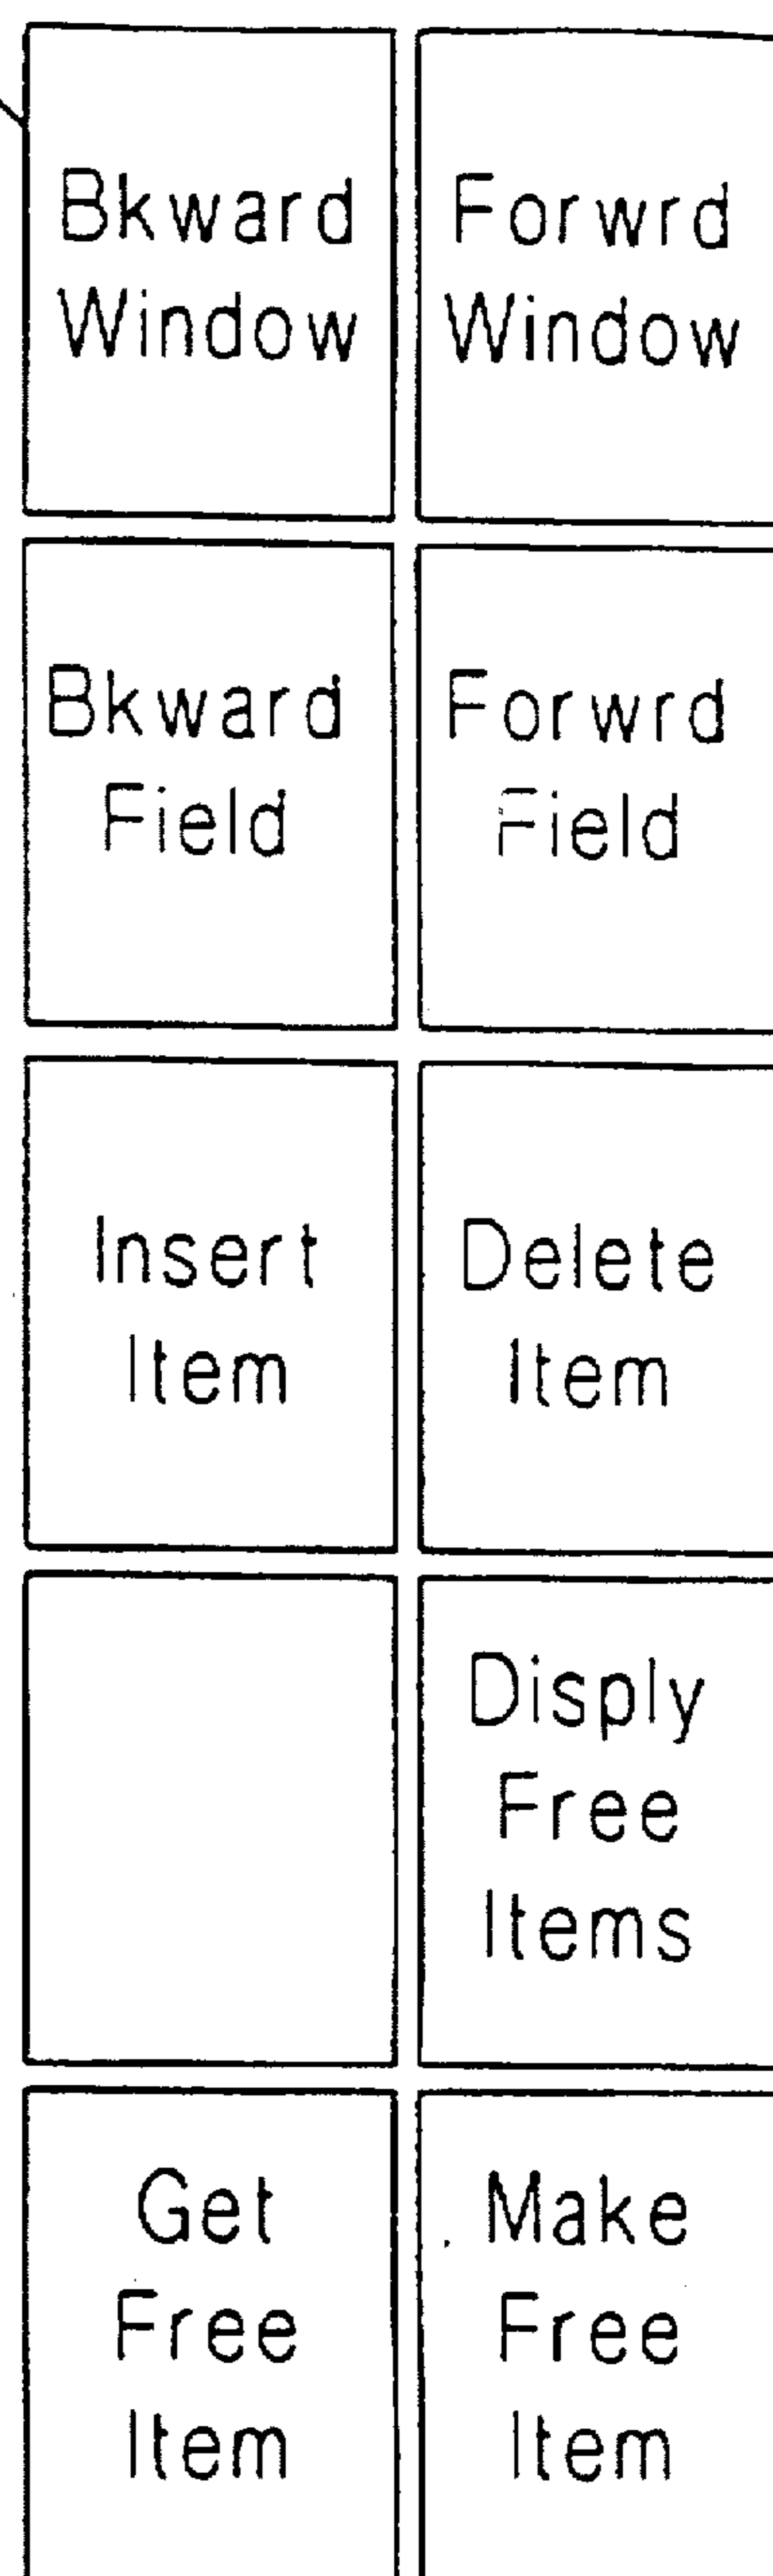 Bkward
Window
Forwrd
Window
Bkward
Field
Forwrd
Field
Insert
Item
Delete
Item
Disply
Free
Items
Get
Free
Item
Make
Free
Item